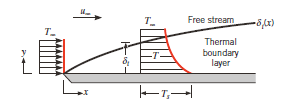 u∞
T∞
T∞
Free stream
δt(x)
Thermal
boundary
layer
y
δt
T
x
Ts